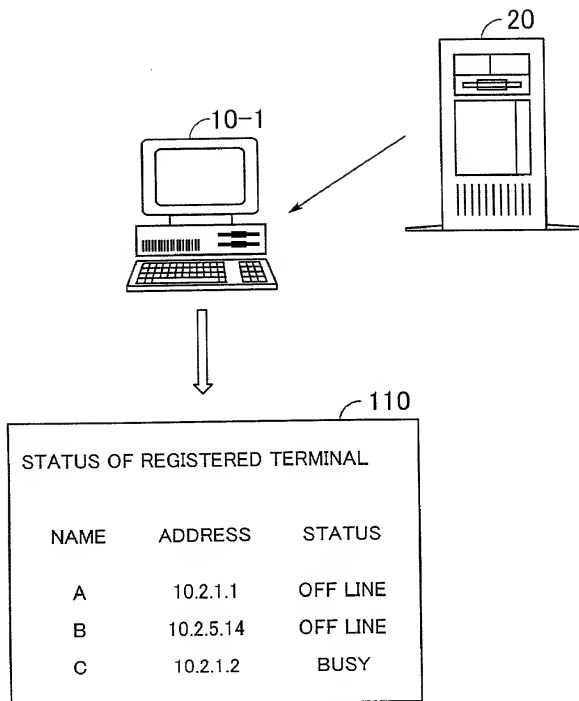 20
10-1
110
STATUS OF REGISTERED TERMINAL
NAME ADDRESS STATUS
A 10.2.1.1 OFF LINE
B 10.2.5.14 OFF LINE
C 10.2.1.2 BUSY